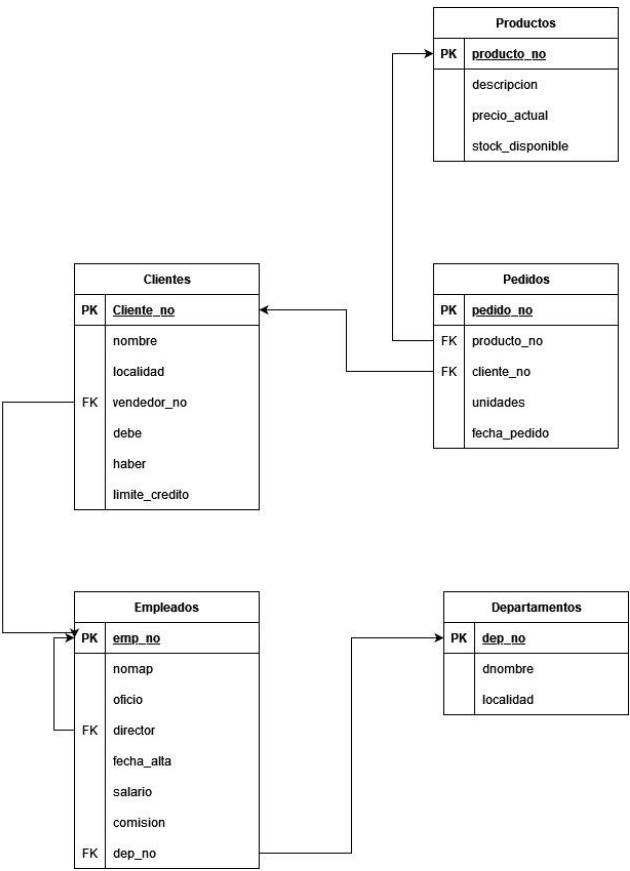 Productos
PK producto_no
descripcion
precio_actual
stock_disponible
Clientes
PK Cliente_no
nombre
localidad
FK vendedor_no
debe
haber
limite_credito
Pedidos
PK pedido_no
FK producto_no
FK cliente_no
unidades
fecha_pedido
Empleados
PK emp_no
nomap
oficio
FK director
fecha_alta
salario
comision
FK dep_no
Departamentos
PK dep_no
dnombre
localidad